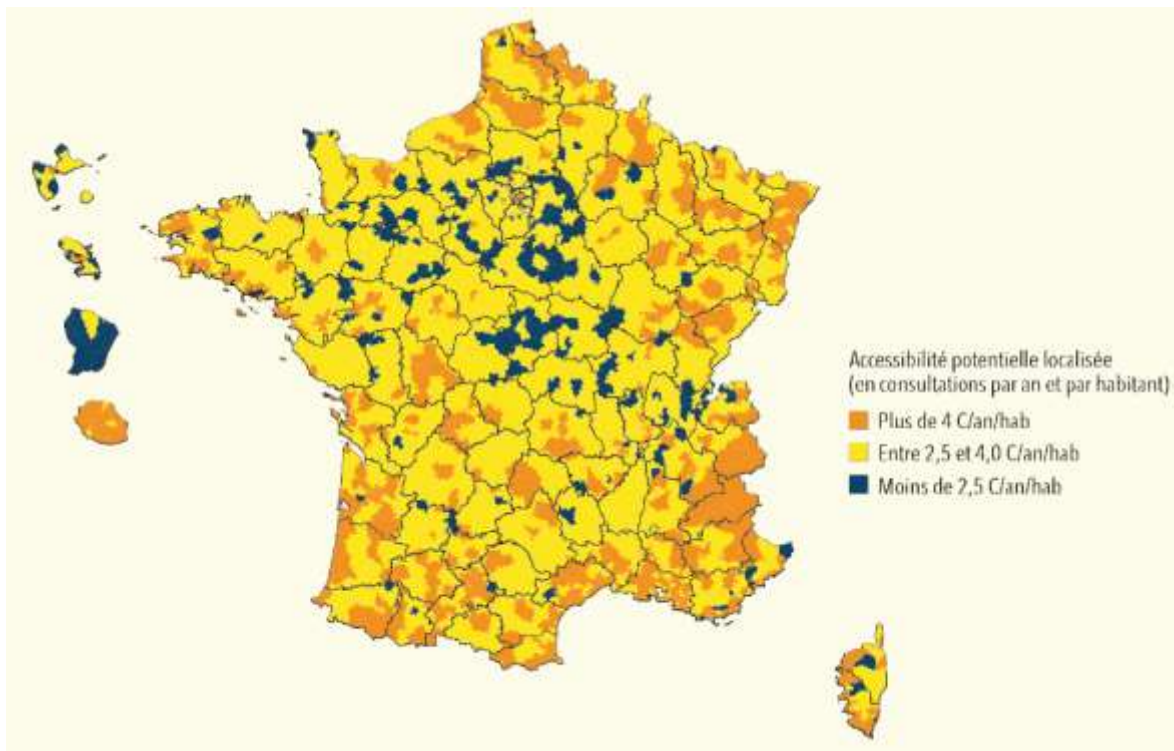 Accessibilité potentielle localisée
(en consultations par an et par habitant)
Plus de 4 C/an/hab
Entre 2,5 et 4,0 C/an/hab
Moins de 2,5 C/an/hab